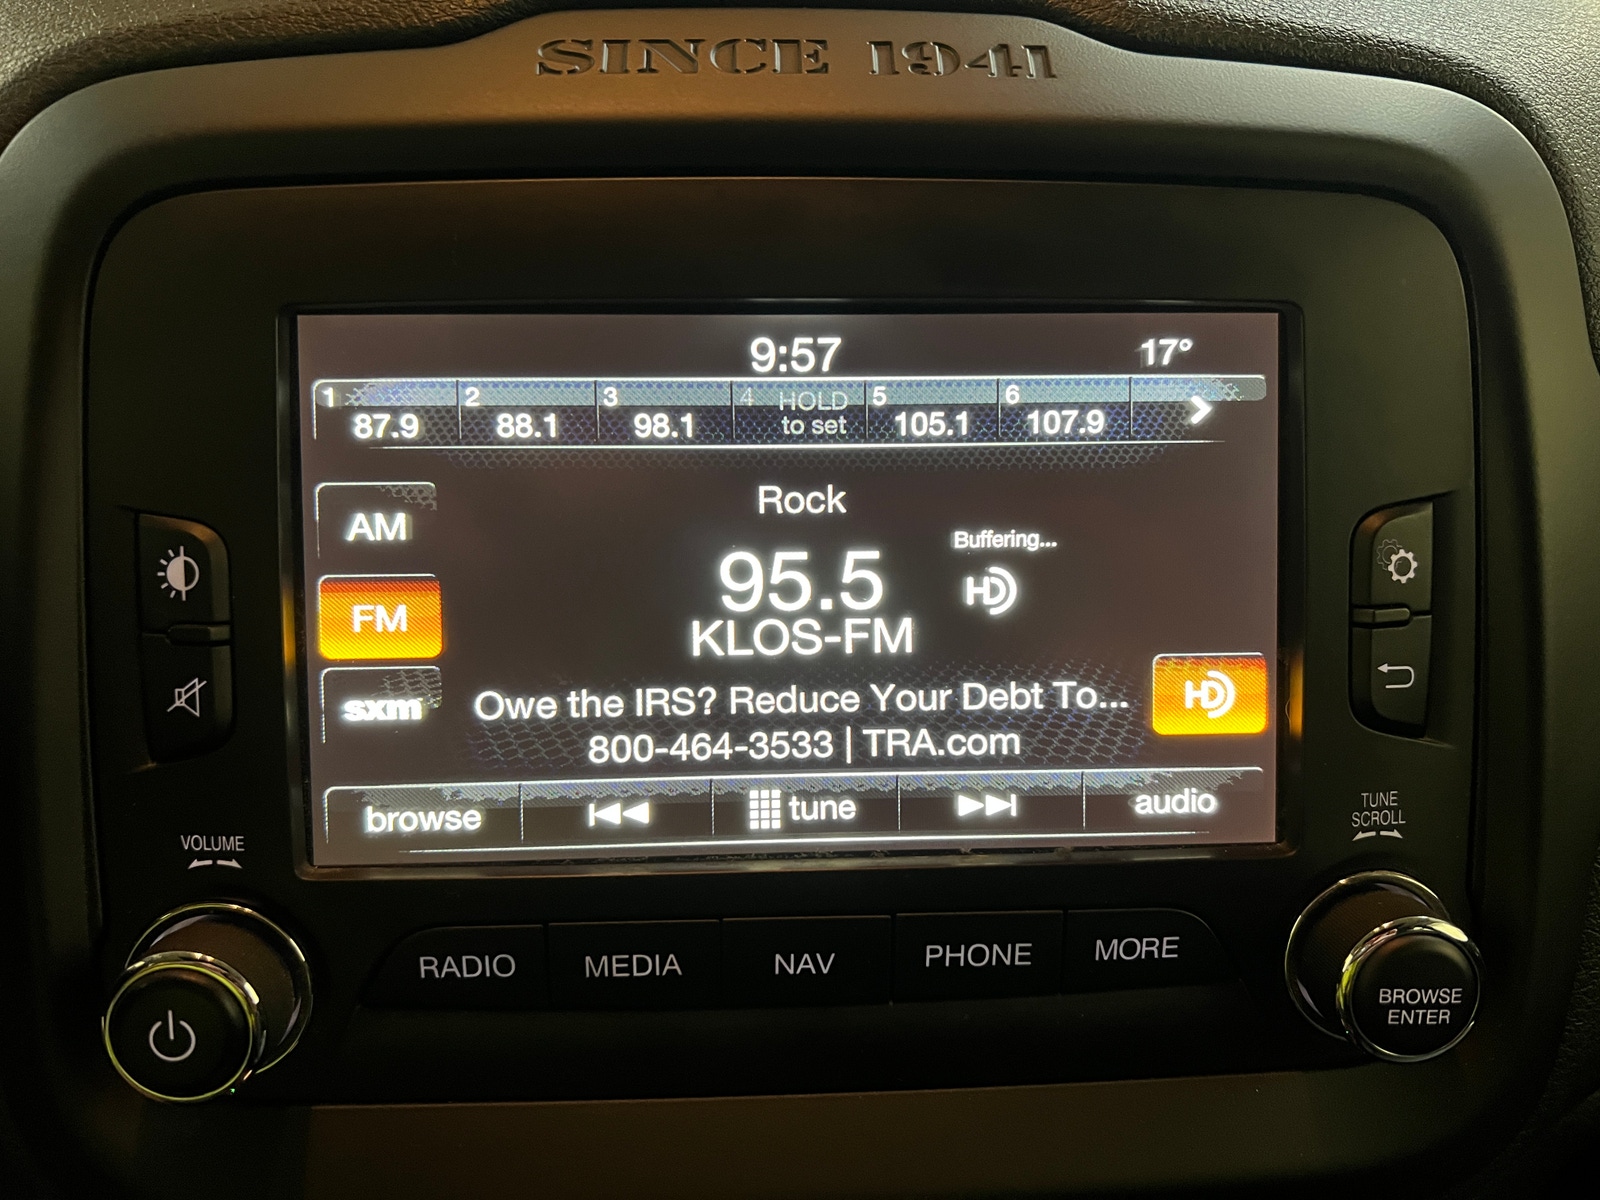 SINCE 1941
9:57
17°
1 87.9
2 88.1
3 98.1
4 HOLD to set
5 105.1
6 107.9
AM
FM
sxm
Rock
95.5
Buffering...
HD
KLOS-FM
Owe the IRS? Reduce Your Debt To...
800-464-3533 | TRA.com
HD
browse
tune
audio
VOLUME
TUNE
SCROLL
RADIO
MEDIA
NAV
PHONE
MORE
BROWSE
ENTER